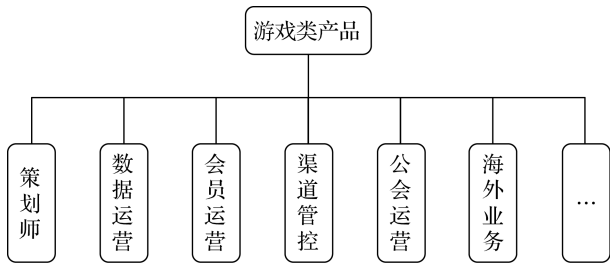 游戏类产品
策划师
数据运营
会员运营
渠道管控
公会运营
海外业务
…